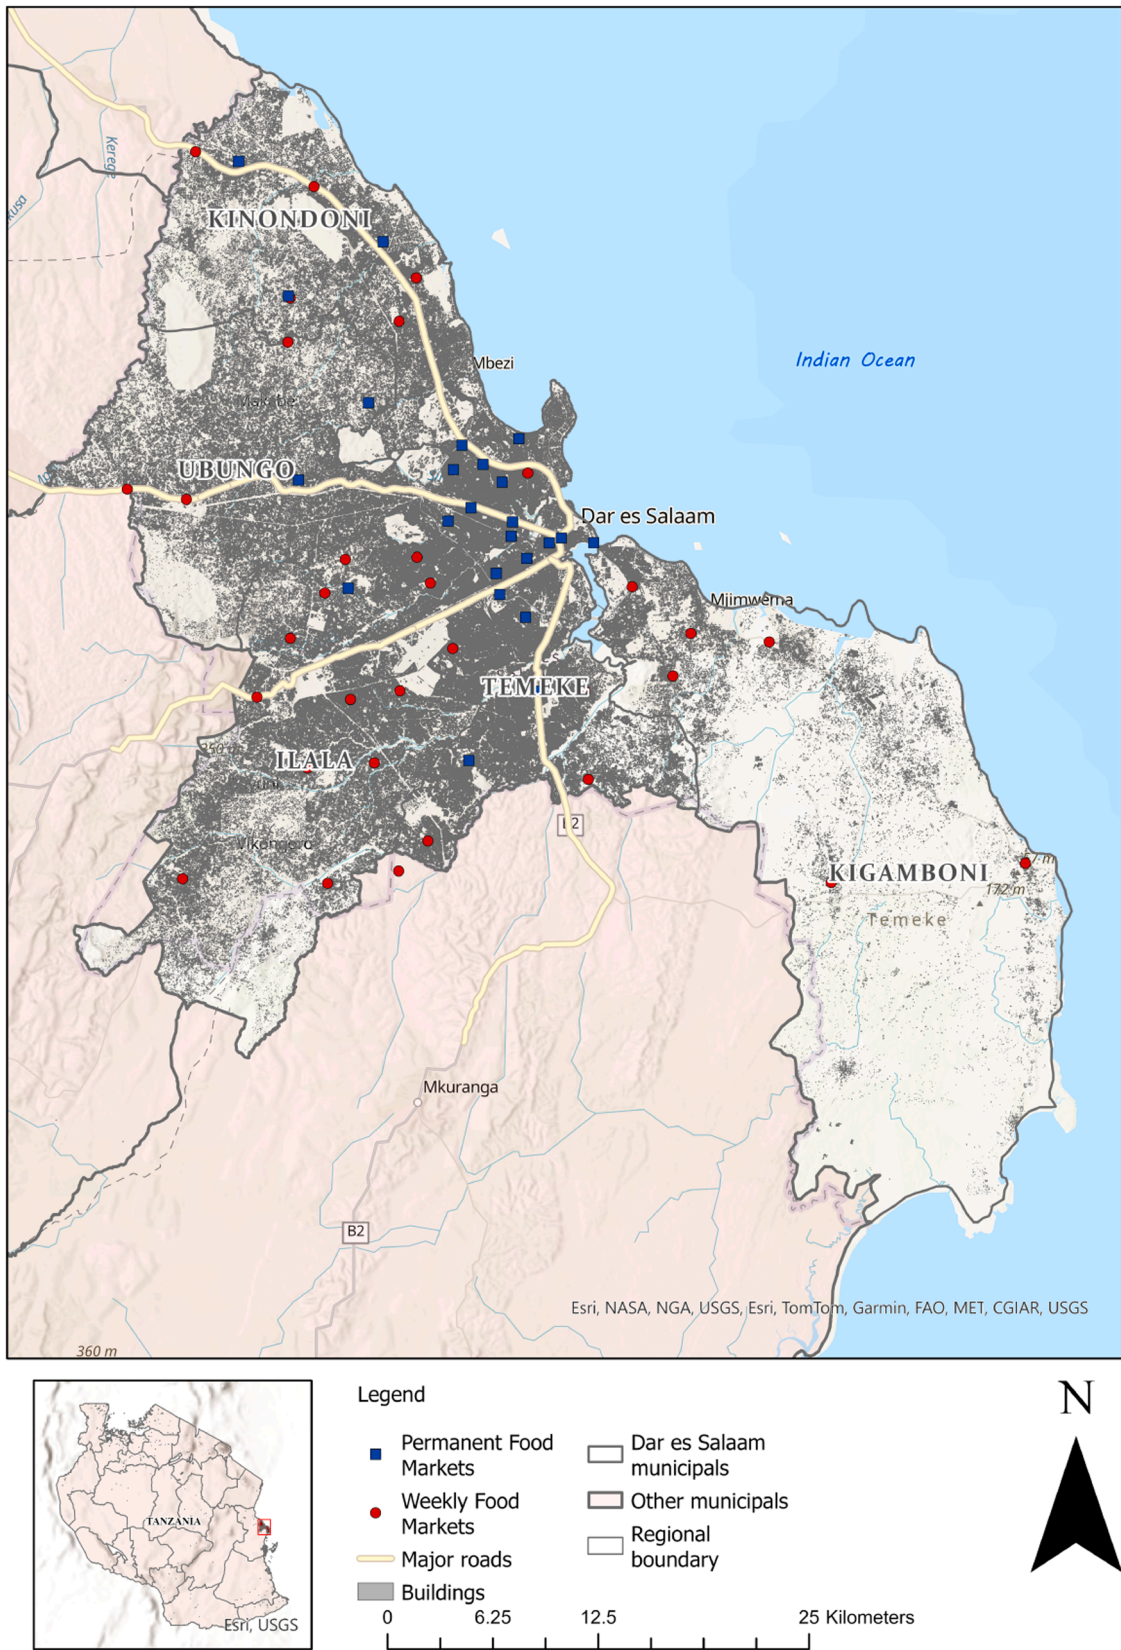 Kerege
KINONDONI
Mbezi
Indian Ocean
UBUNGO
Dar es Salaam
Mjimwema
TEMEKE
ILALA
Vikongoro
B2
KIGAMBONI
172 m
Temeke
Mkuranga
B2
Esri, NASA, NGA, USGS, Esri, TomTom, Garmin, FAO, MET, CGIAR, USGS
360 m
TANZANIA
Esri, USGS
Legend
Permanent Food
Markets
Weekly Food
Markets
Major roads
Buildings
Dar es Salaam
municipals
Other municipals
Regional
boundary
N
0 6.25 12.5 25 Kilometers